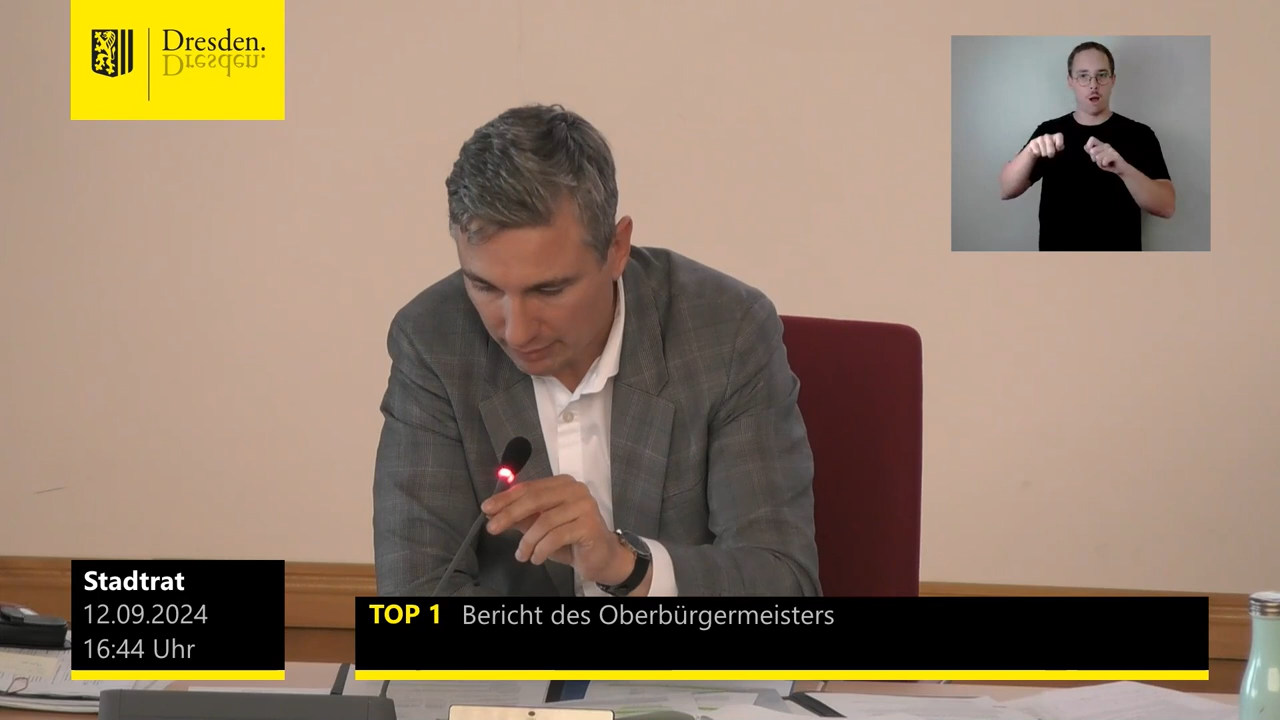 Dresden.
Dresden.
Stadtrat
12.09.2024
16:44 Uhr
TOP 1 Bericht des Oberbürgermeisters